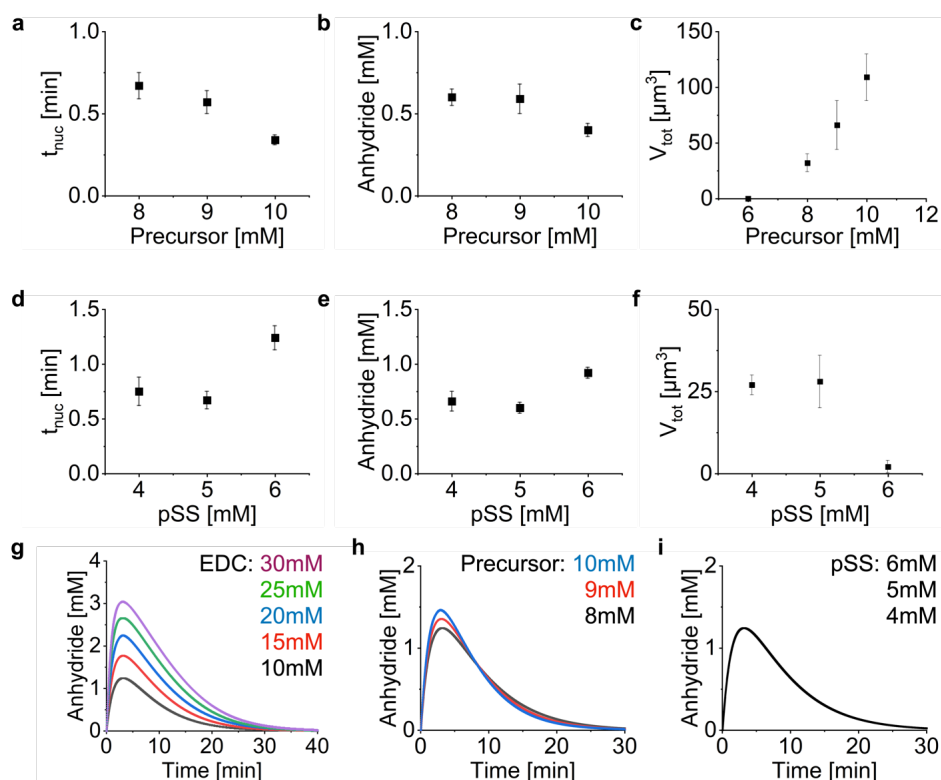 a
t_nuc [min]
1.0
0.5
0.0
8 9 10
Precursor [mM]
b
Anhydride [mM]
1.0
0.5
0.0
8 9 10
Precursor [mM]
c
V_tot [µm³]
150
100
50
0
6 8 10 12
Precursor [mM]
d
t_nuc [min]
1.5
1.0
0.5
0.0
4 5 6
pSS [mM]
e
Anhydride [mM]
1.5
1.0
0.5
0.0
4 5 6
pSS [mM]
f
V_tot [µm³]
50
25
0
4 5 6
pSS [mM]
g
Anhydride [mM]
4
3
2
1
0
EDC: 30mM
25mM
20mM
15mM
10mM
0 10 20 30 40
Time [min]
h
Anhydride [mM]
2
1
0
Precursor: 10mM
9mM
8mM
0 10 20 30
Time [min]
i
Anhydride [mM]
2
1
0
pSS: 6mM
5mM
4mM
0 10 20 30
Time [min]